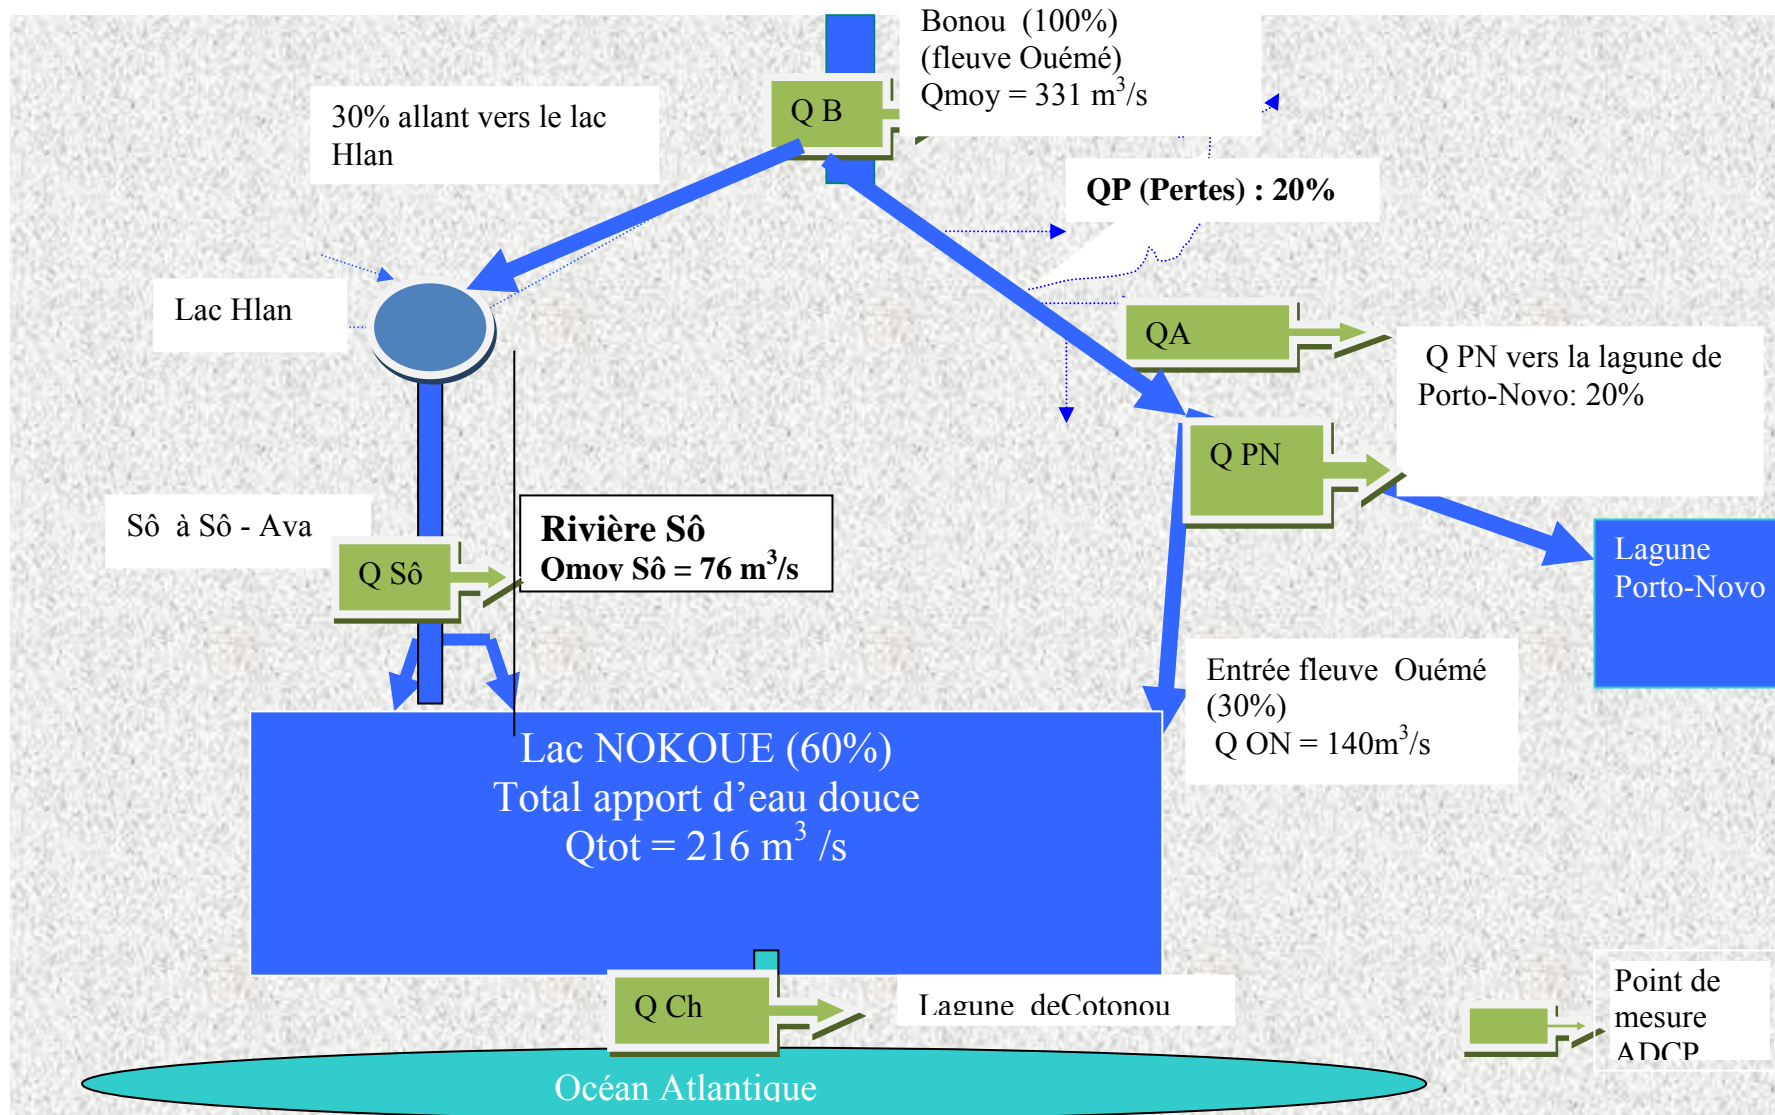 Bonou (100%)
(fleuve Ouémé)
Qmoy = 331 m³/s
Q B
30% allant vers le lac
Hlan
QP (Pertes) : 20%
Lac Hlan
QA
Q PN vers la lagune de
Porto-Novo: 20%
Q PN
Sô à Sô - Ava
Rivière Sô
Qmoy Sô = 76 m³/s
Q Sô
Lagune
Porto-Novo
Entrée fleuve Ouémé
(30%)
Q ON = 140m³/s
Lac NOKOUE (60%)
Total apport d’eau douce
Qtot = 216 m³ /s
Q Ch
Lagune deCotonou
Point de
mesure
ADCP
Océan Atlantique